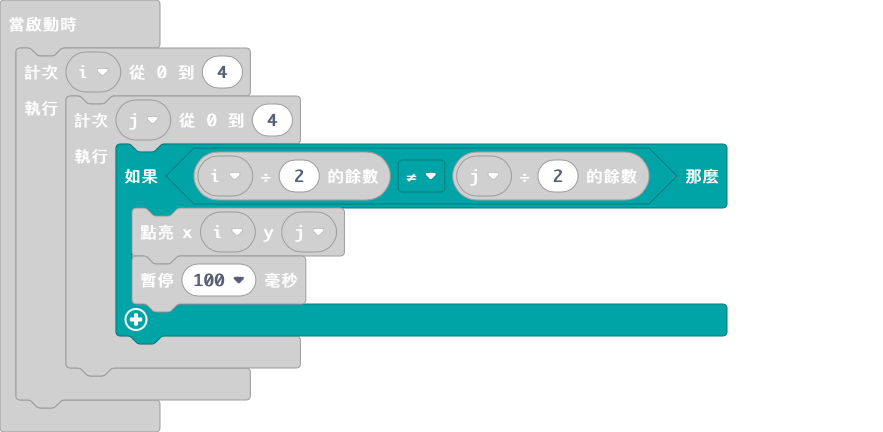 當啟動時
計次 i 從 0 到 4
執行
計次 j 從 0 到 4
執行
如果 i ÷ 2 的餘數 ≠ j ÷ 2 的餘數 那麼
點亮 x i y j
暫停 100 毫秒